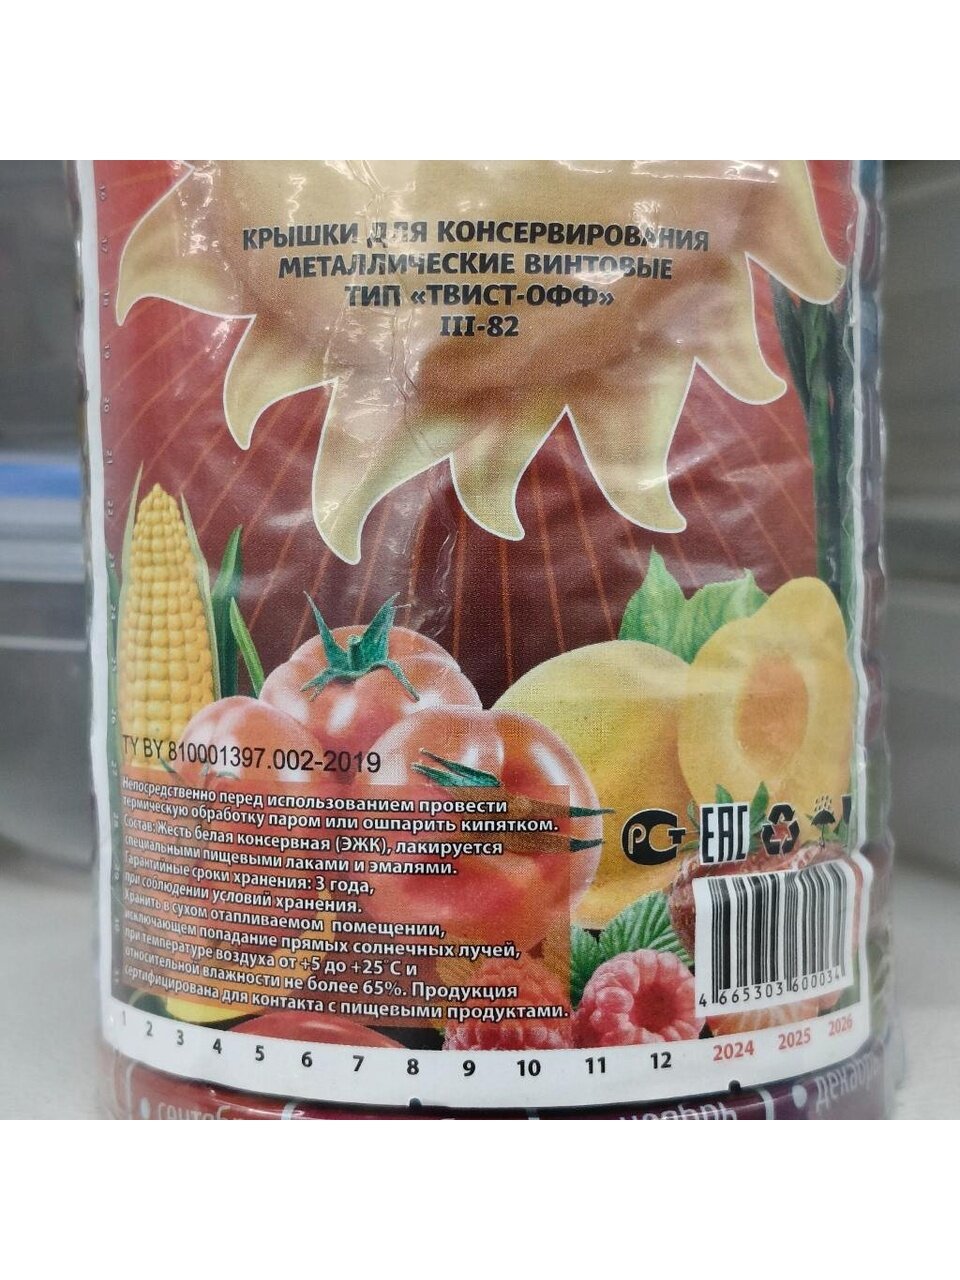 КРЫШКИ ДЛЯ КОНСЕРВИРОВАНИЯ
МЕТАЛЛИЧЕСКИЕ ВИНТОВЫЕ
ТИП «ТВИСТ-ОФФ»
III-82
TY BY 810001397.002-2019
Непосредственно перед использованием провести
термическую обработку паром или ошпарить кипятком.
Состав: Жесть белая консервная (ЭЖК), лакируется
специальными пищевыми лаками и эмалями.
Гарантийные сроки хранения: 3 года,
при соблюдении условий хранения.
Хранить в сухом отапливаемом помещении,
исключающем попадание прямых солнечных лучей,
при температуре воздуха от +5 до +25°С и
относительной влажности не более 65%. Продукция
Сертифицирована для контакта с пищевыми продуктами.
РСТ ЕАС
4 665303 600034
1 2 3 4 5 6 7 8 9 10 11 12 2024 2025 2026
сентябр декабрь